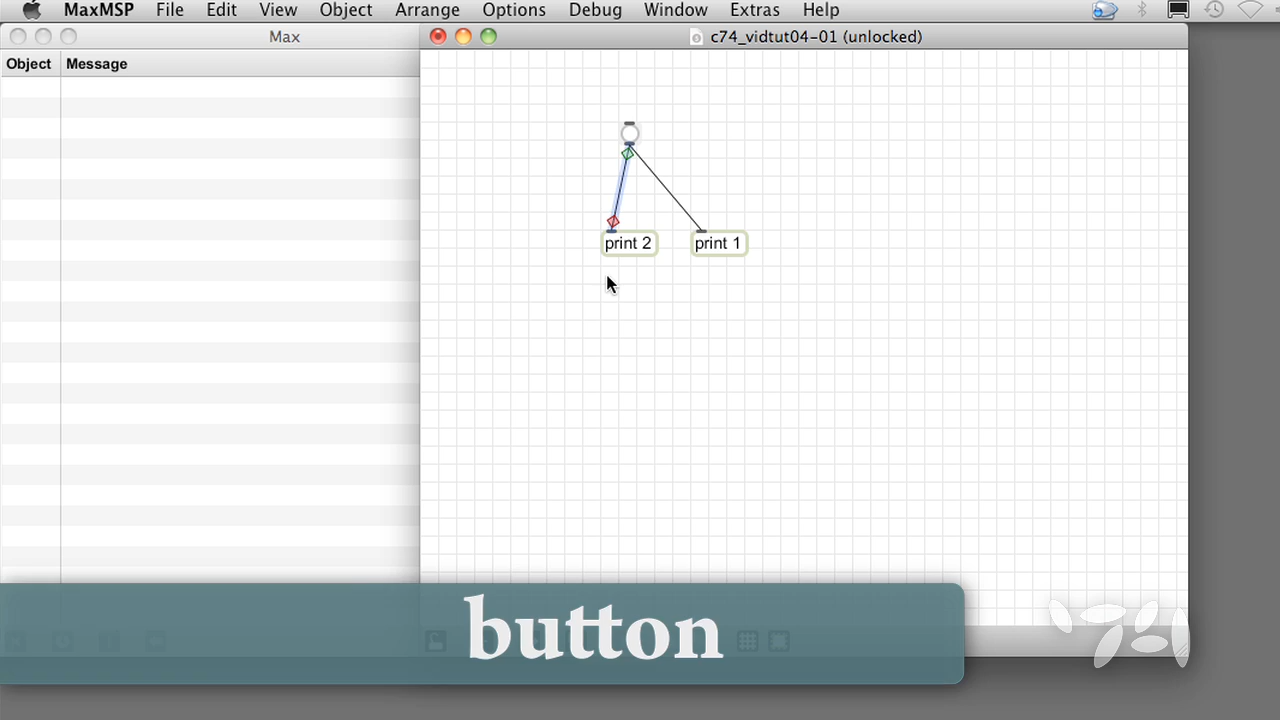 MaxMSP File Edit View Object Arrange Options Debug Window Extras Help
Max
c74_vidtut04-01 (unlocked)
Object Message
print 2 print 1
button